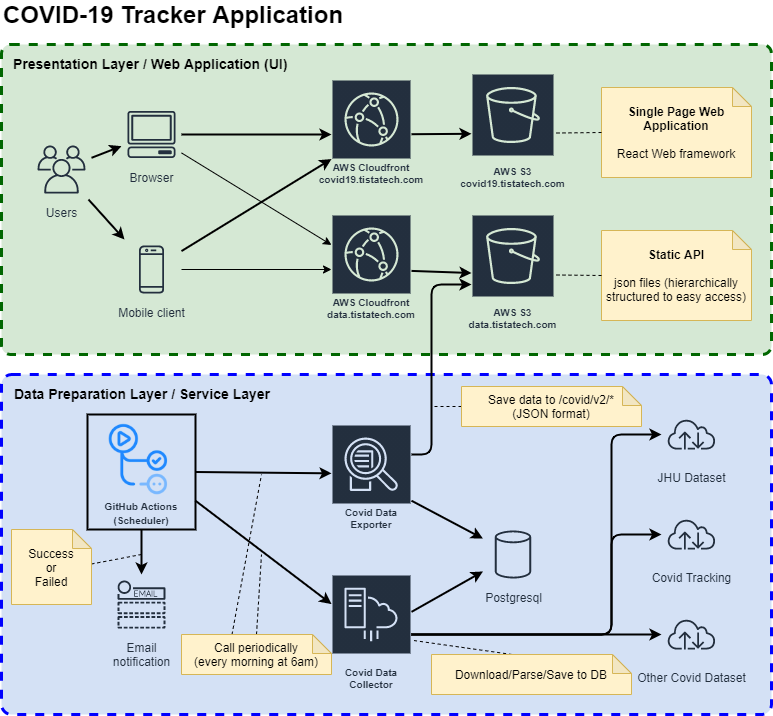 COVID-19 Tracker Application
Presentation Layer / Web Application (UI)
Users
Browser
Mobile client
AWS Cloudfront
covid19.tistatech.com
AWS S3
covid19.tistatech.com
Single Page Web
Application
React Web framework
AWS Cloudfront
data.tistatech.com
AWS S3
data.tistatech.com
Static API
json files (hierarchically
structured to easy access)
Data Preparation Layer / Service Layer
Save data to /covid/v2/*
(JSON format)
GitHub Actions
(Scheduler)
Covid Data
Exporter
JHU Dataset
Success
or
Failed
EMAIL
Email
notification
Postgresql
Covid Tracking
Call periodically
(every morning at 6am)
Covid Data
Collector
Download/Parse/Save to DB
Other Covid Dataset